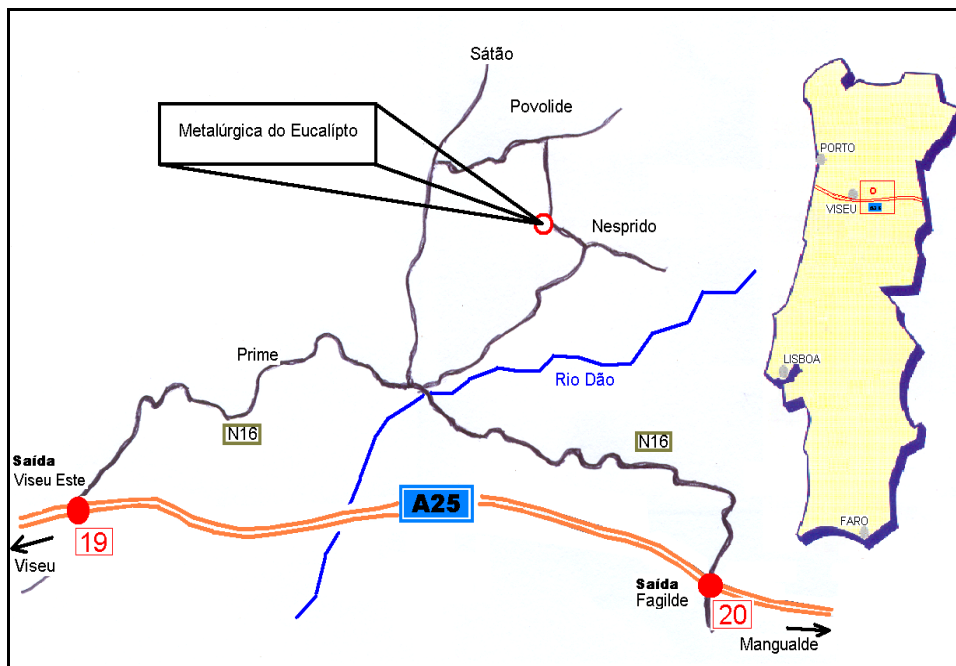 Sátão
Povolide
Metalúrgica do Eucalípto
Nesprido
Prime
Rio Dão
N16
N16
Saída
Viseu Este
19
Viseu
A25
Saída
Fagilde
20
Mangualde
PORTO
VISEU
LISBOA
FARO